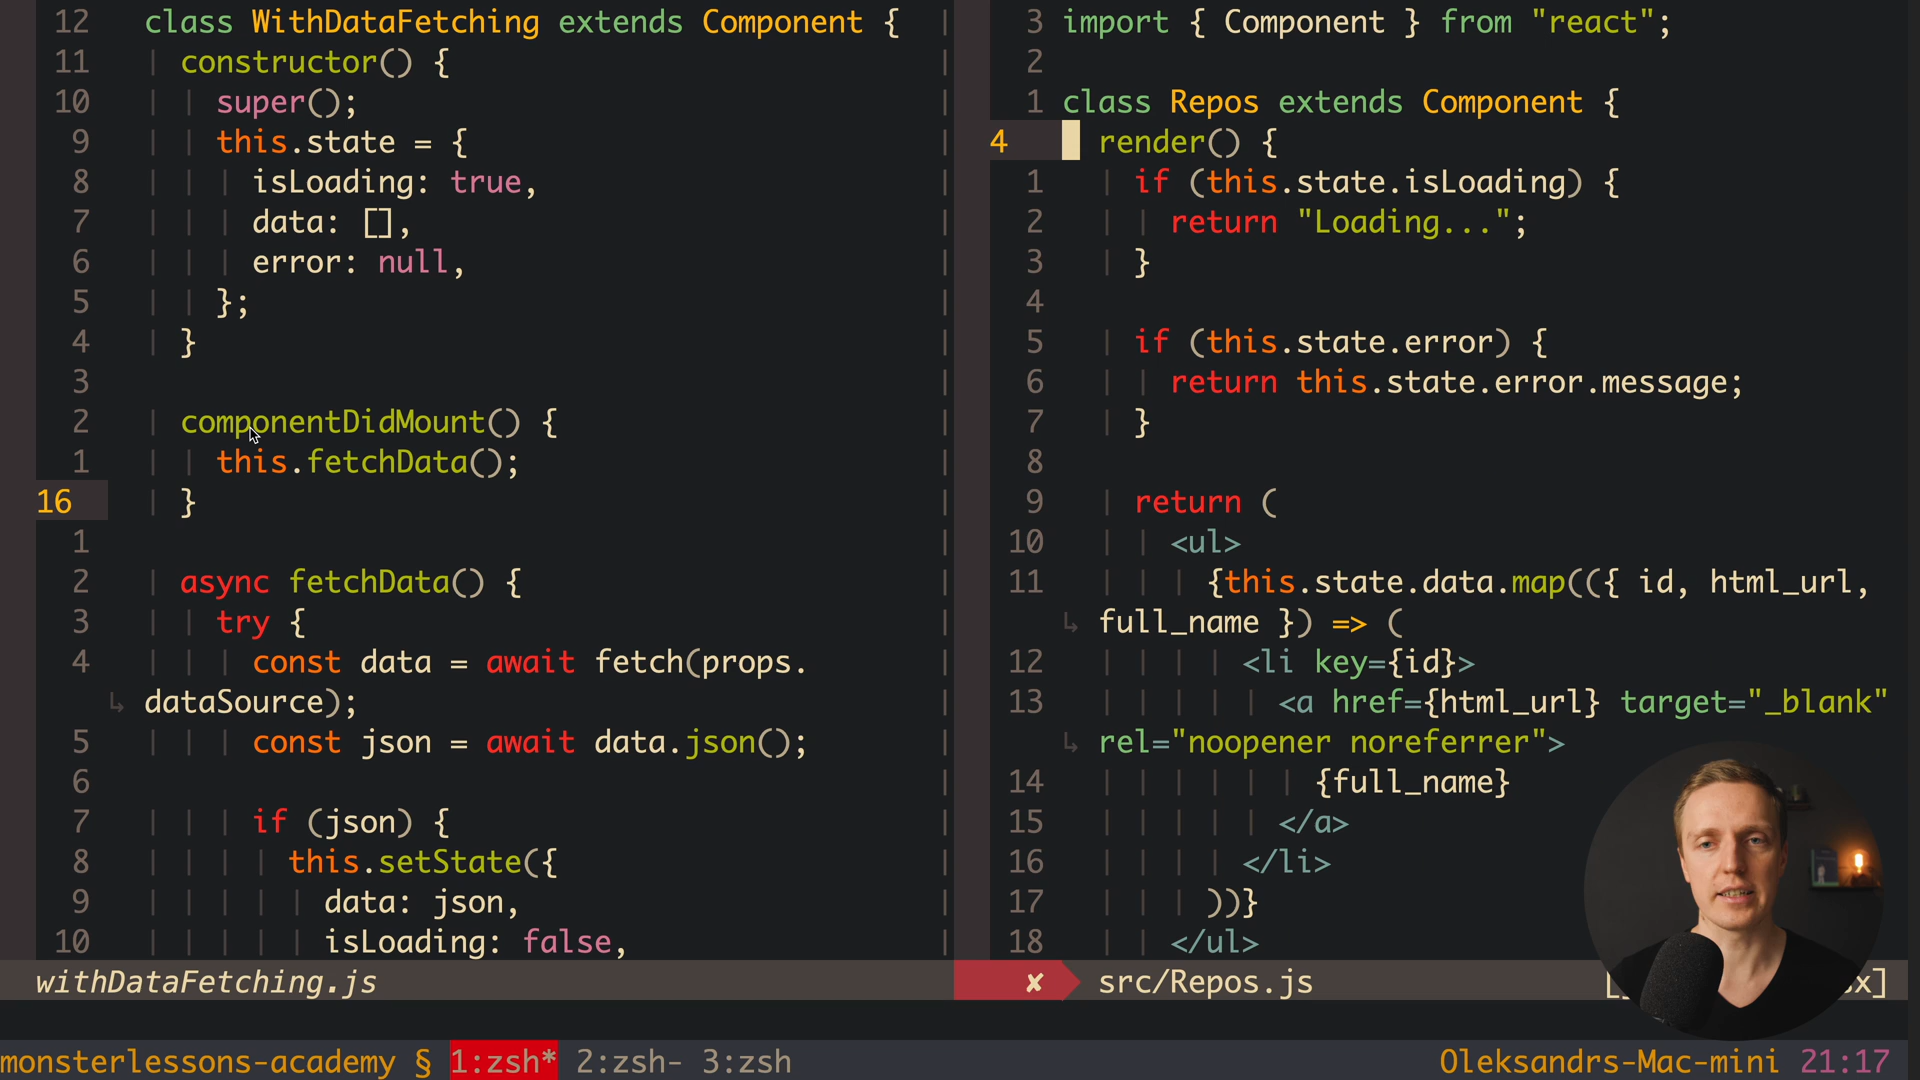 12 class WithDataFetching extends Component {
11 constructor() {
10 super();
9 this.state = {
8 isLoading: true,
7 data: [],
6 error: null,
5 };
4 }
3
2 componentDidMount() {
1 this.fetchData();
16 }
1
2 async fetchData() {
3 try {
4 const data = await fetch(props.
↳ dataSource);
5 const json = await data.json();
6
7 if (json) {
8 this.setState({
9 data: json,
10 isLoading: false,
withDataFetching.js
3 import { Component } from "react";
2
1 class Repos extends Component {
4 render() {
1 if (this.state.isLoading) {
2 return "Loading...";
3 }
4
5 if (this.state.error) {
6 return this.state.error.message;
7 }
8
9 return (
10 <ul>
11 {this.state.data.map(({ id, html_url,
↳ full_name }) => (
12 <li key={id}>
13 <a href={html_url} target="_blank"
↳ rel="noopener noreferrer">
14 {full_name}
15 </a>
16 </li>
17 ))}
18 </ul>
✘ src/Repos.js
monsterlessons-academy § 1:zsh* 2:zsh- 3:zsh
Oleksandrs-Mac-mini 21:17